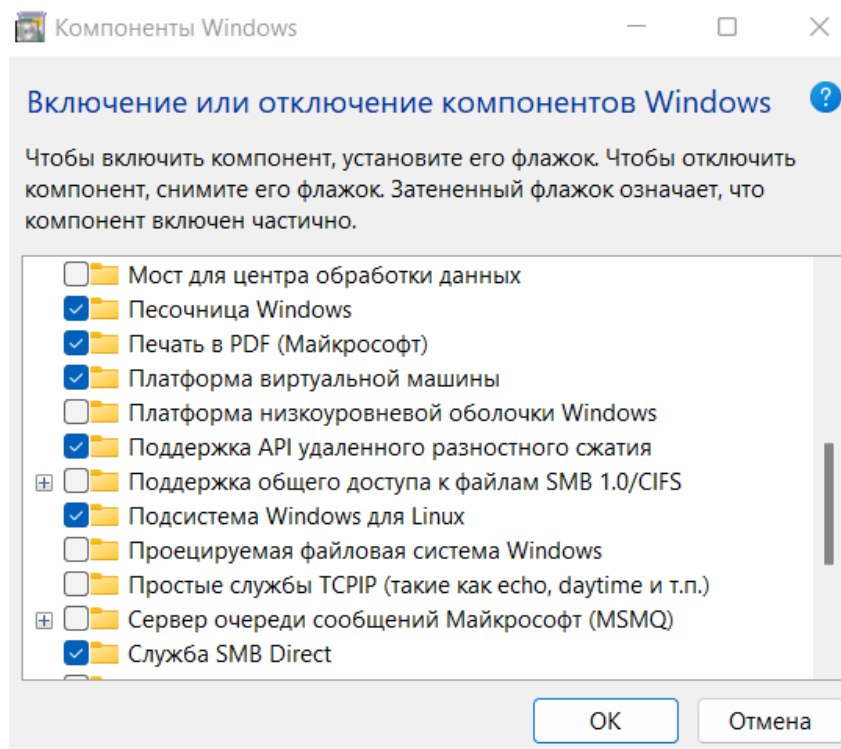 Компоненты Windows
Включение или отключение компонентов Windows
?
Чтобы включить компонент, установите его флажок. Чтобы отключить
компонент, снимите его флажок. Затененный флажок означает, что
компонент включен частично.
Мост для центра обработки данных
Песочница Windows
Печать в PDF (Майкрософт)
Платформа виртуальной машины
Платформа низкоуровневой оболочки Windows
Поддержка API удаленного разностного сжатия
Поддержка общего доступа к файлам SMB 1.0/CIFS
Подсистема Windows для Linux
Проецируемая файловая система Windows
Простые службы TCPIP (такие как echo, daytime и т.п.)
Сервер очереди сообщений Майкрософт (MSMQ)
Служба SMB Direct
ОК
Отмена